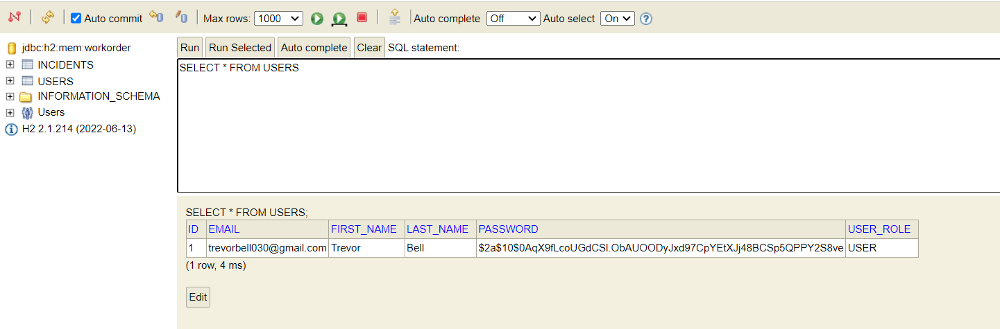 Auto commit Max rows: 1000 Auto complete Off Auto select On
jdbc:h2:mem:workorder
INCIDENTS
USERS
INFORMATION_SCHEMA
Users
H2 2.1.214 (2022-06-13)
Run Run Selected Auto complete Clear SQL statement:
SELECT * FROM USERS
SELECT * FROM USERS;
ID EMAIL FIRST_NAME LAST_NAME PASSWORD USER_ROLE
1 trevorbell030@gmail.com Trevor Bell $2a$10$0AqX9fLcoUGdCSl.ObAUOODyJxd97CpYEtXJj48BCSp5QPPY2S8ve USER
(1 row, 4 ms)
Edit